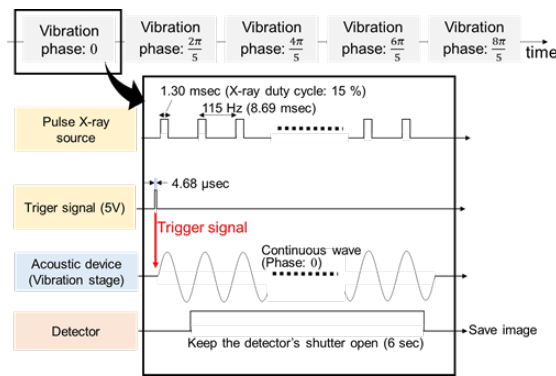 Vibration
phase: 0
Vibration
phase: 2π/5
Vibration
phase: 4π/5
Vibration
phase: 6π/5
Vibration
phase: 8π/5
time
1.30 msec (X-ray duty cycle: 15 %)
115 Hz (8.69 msec)
Pulse X-ray
source
4.68 μsec
Triger signal (5V)
Trigger signal
Continuous wave
(Phase: 0)
Acoustic device
(Vibration stage)
Detector
Save image
Keep the detector's shutter open (6 sec)